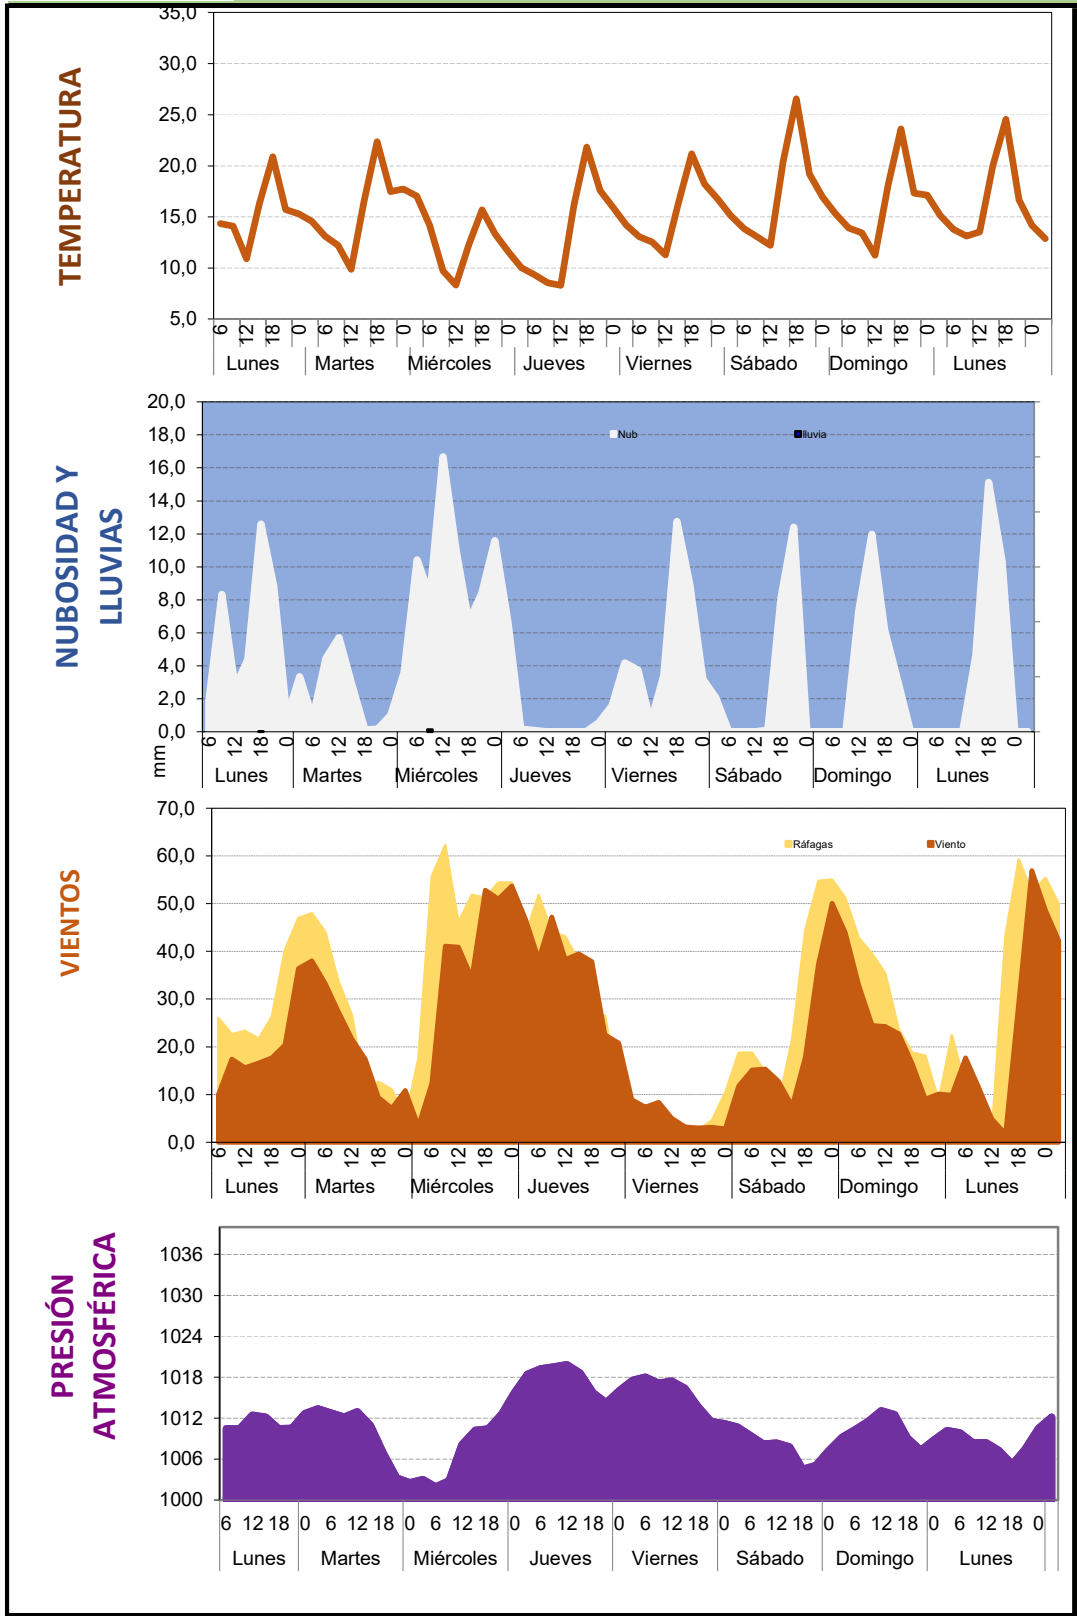 TEMPERATURA
35,0
30,0
25,0
20,0
15,0
10,0
5,0
6 12 18 0 6 12 18 0 6 12 18 0 6 12 18 0 6 12 18 0 6 12 18 0 6 12 18 0 6 12 18 0
Lunes Martes Miércoles Jueves Viernes Sábado Domingo Lunes
NUBOSIDAD Y
LLUVIAS
20,0
Nub lluvia
18,0
16,0
14,0
12,0
10,0
8,0
6,0
4,0
2,0
0,0
mm
6 12 18 0 6 12 18 0 6 12 18 0 6 12 18 0 6 12 18 0 6 12 18 0 6 12 18 0 6 12 18 0
Lunes Martes Miércoles Jueves Viernes Sábado Domingo Lunes
VIENTOS
70,0
Ráfagas Viento
60,0
50,0
40,0
30,0
20,0
10,0
0,0
6 12 18 0 6 12 18 0 6 12 18 0 6 12 18 0 6 12 18 0 6 12 18 0 6 12 18 0 6 12 18 0
Lunes Martes Miércoles Jueves Viernes Sábado Domingo Lunes
PRESIÓN
ATMOSFÉRICA
1036
1030
1024
1018
1012
1006
1000
6 12 18 0 6 12 18 0 6 12 18 0 6 12 18 0 6 12 18 0 6 12 18 0 6 12 18 0 6 12 18 0
Lunes Martes Miércoles Jueves Viernes Sábado Domingo Lunes